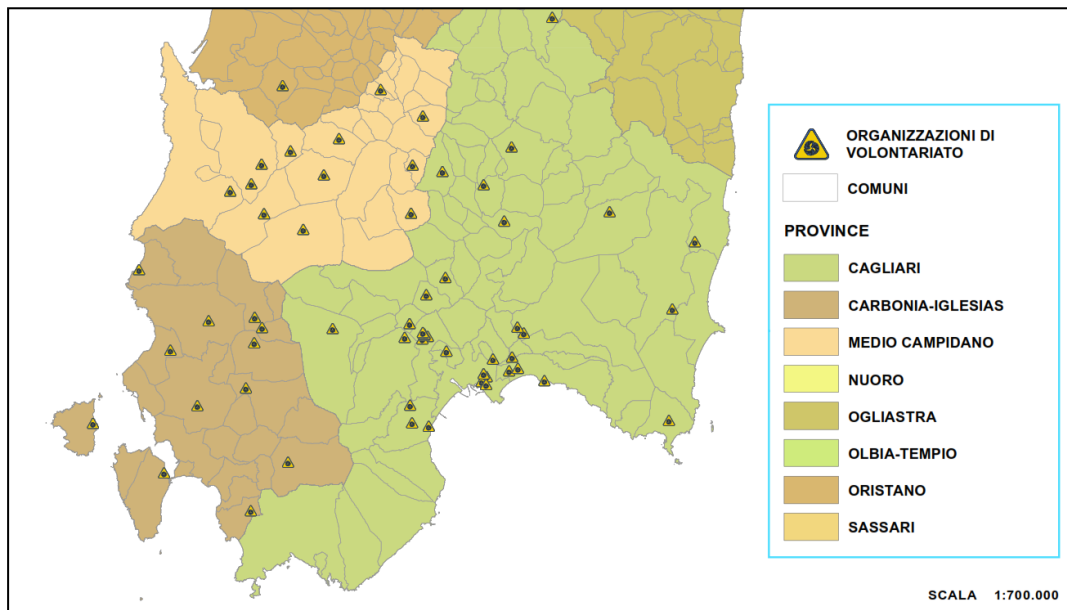 ORGANIZZAZIONI DI
VOLONTARIATO
COMUNI
PROVINCE
CAGLIARI
CARBONIA-IGLESIAS
MEDIO CAMPIDANO
NUORO
OGLIASTRA
OLBIA-TEMPIO
ORISTANO
SASSARI
SCALA 1:700.000